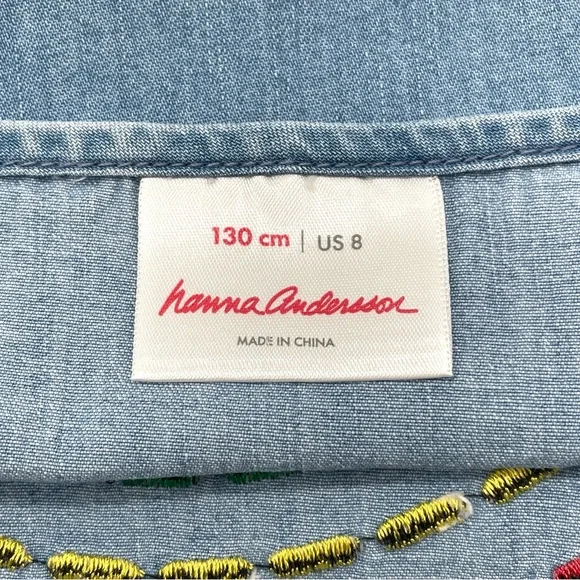 130 cm | US 8
hanna Andersson
MADE IN CHINA